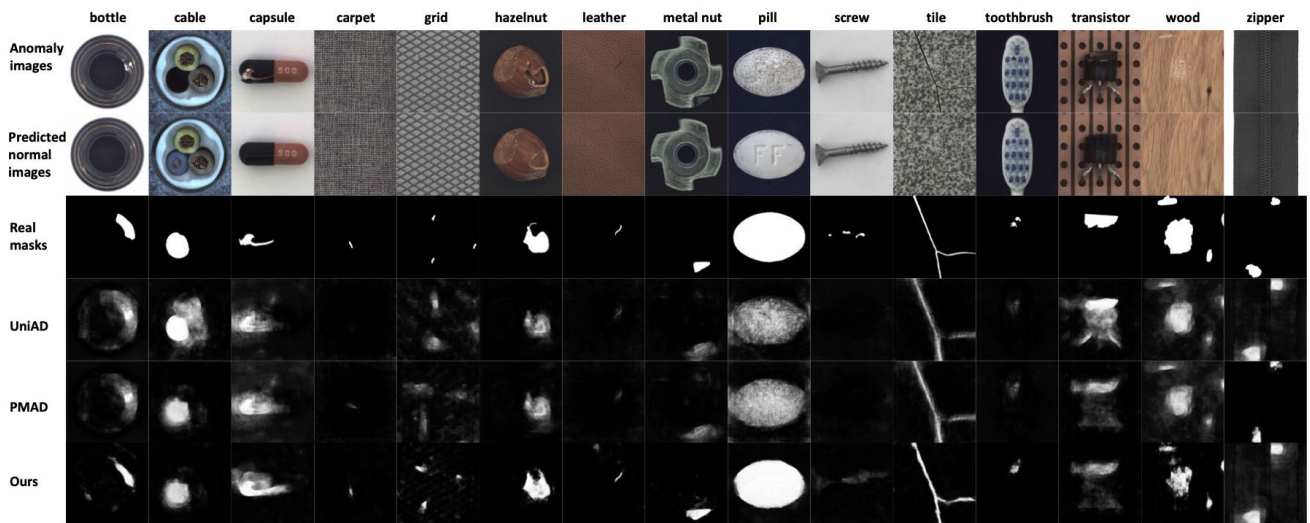 bottle cable capsule carpet grid hazelnut leather metal nut pill screw tile toothbrush transistor wood zipper
Anomaly
images
500
Predicted
normal
images
500
FF
Real
masks
UniAD
PMAD
Ours